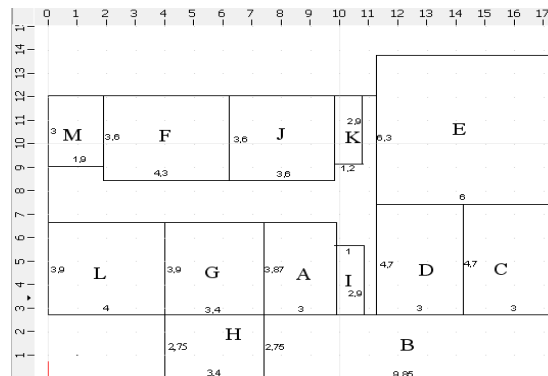 0 1 2 3 4 5 6 7 8 9 10 11 12 13 14 15 16 17
14
13
12
11
10
9
8
7
6
5
4
3
2
1
3 M 1,9
3,6 F 4,3
3,6 J 3,6
2,9 K 1,2
6,3 E 6
3,9 L 4
3,9 G 3,4
3,87 A 3
1 I 2,9
4,7 D 3
4,7 C 3
2,75 H 3,4
2,75 B 9,85